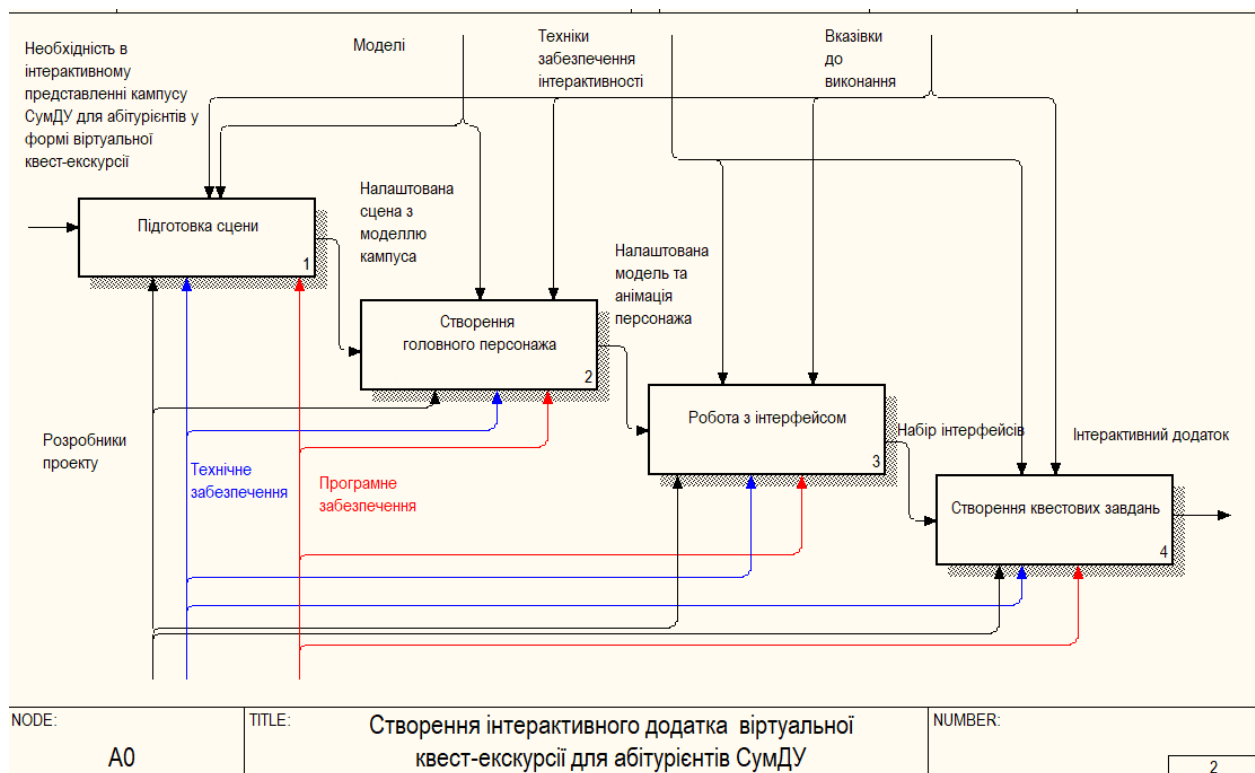 Необхідність в
інтерактивному
представленні кампусу
СумДУ для абітурієнтів у
формі віртуальної
квест-екскурсії
Моделі
Техніки
забезпечення
інтерактивності
Вказівки
до
виконання
Підготовка сцени
1
Налаштована
сцена з
моделлю
кампуса
Створення
головного персонажа
2
Налаштована
модель та
анімація
персонажа
Робота з інтерфейсом
3
Набір інтерфейсів
Інтерактивний додаток
Створення квестових завдань
4
Розробники
проекту
Технічне
забезпечення
Програмне
забезпечення
NODE:
A0
TITLE:
Створення інтерактивного додатка віртуальної
квест-екскурсії для абітурієнтів СумДУ
NUMBER:
2